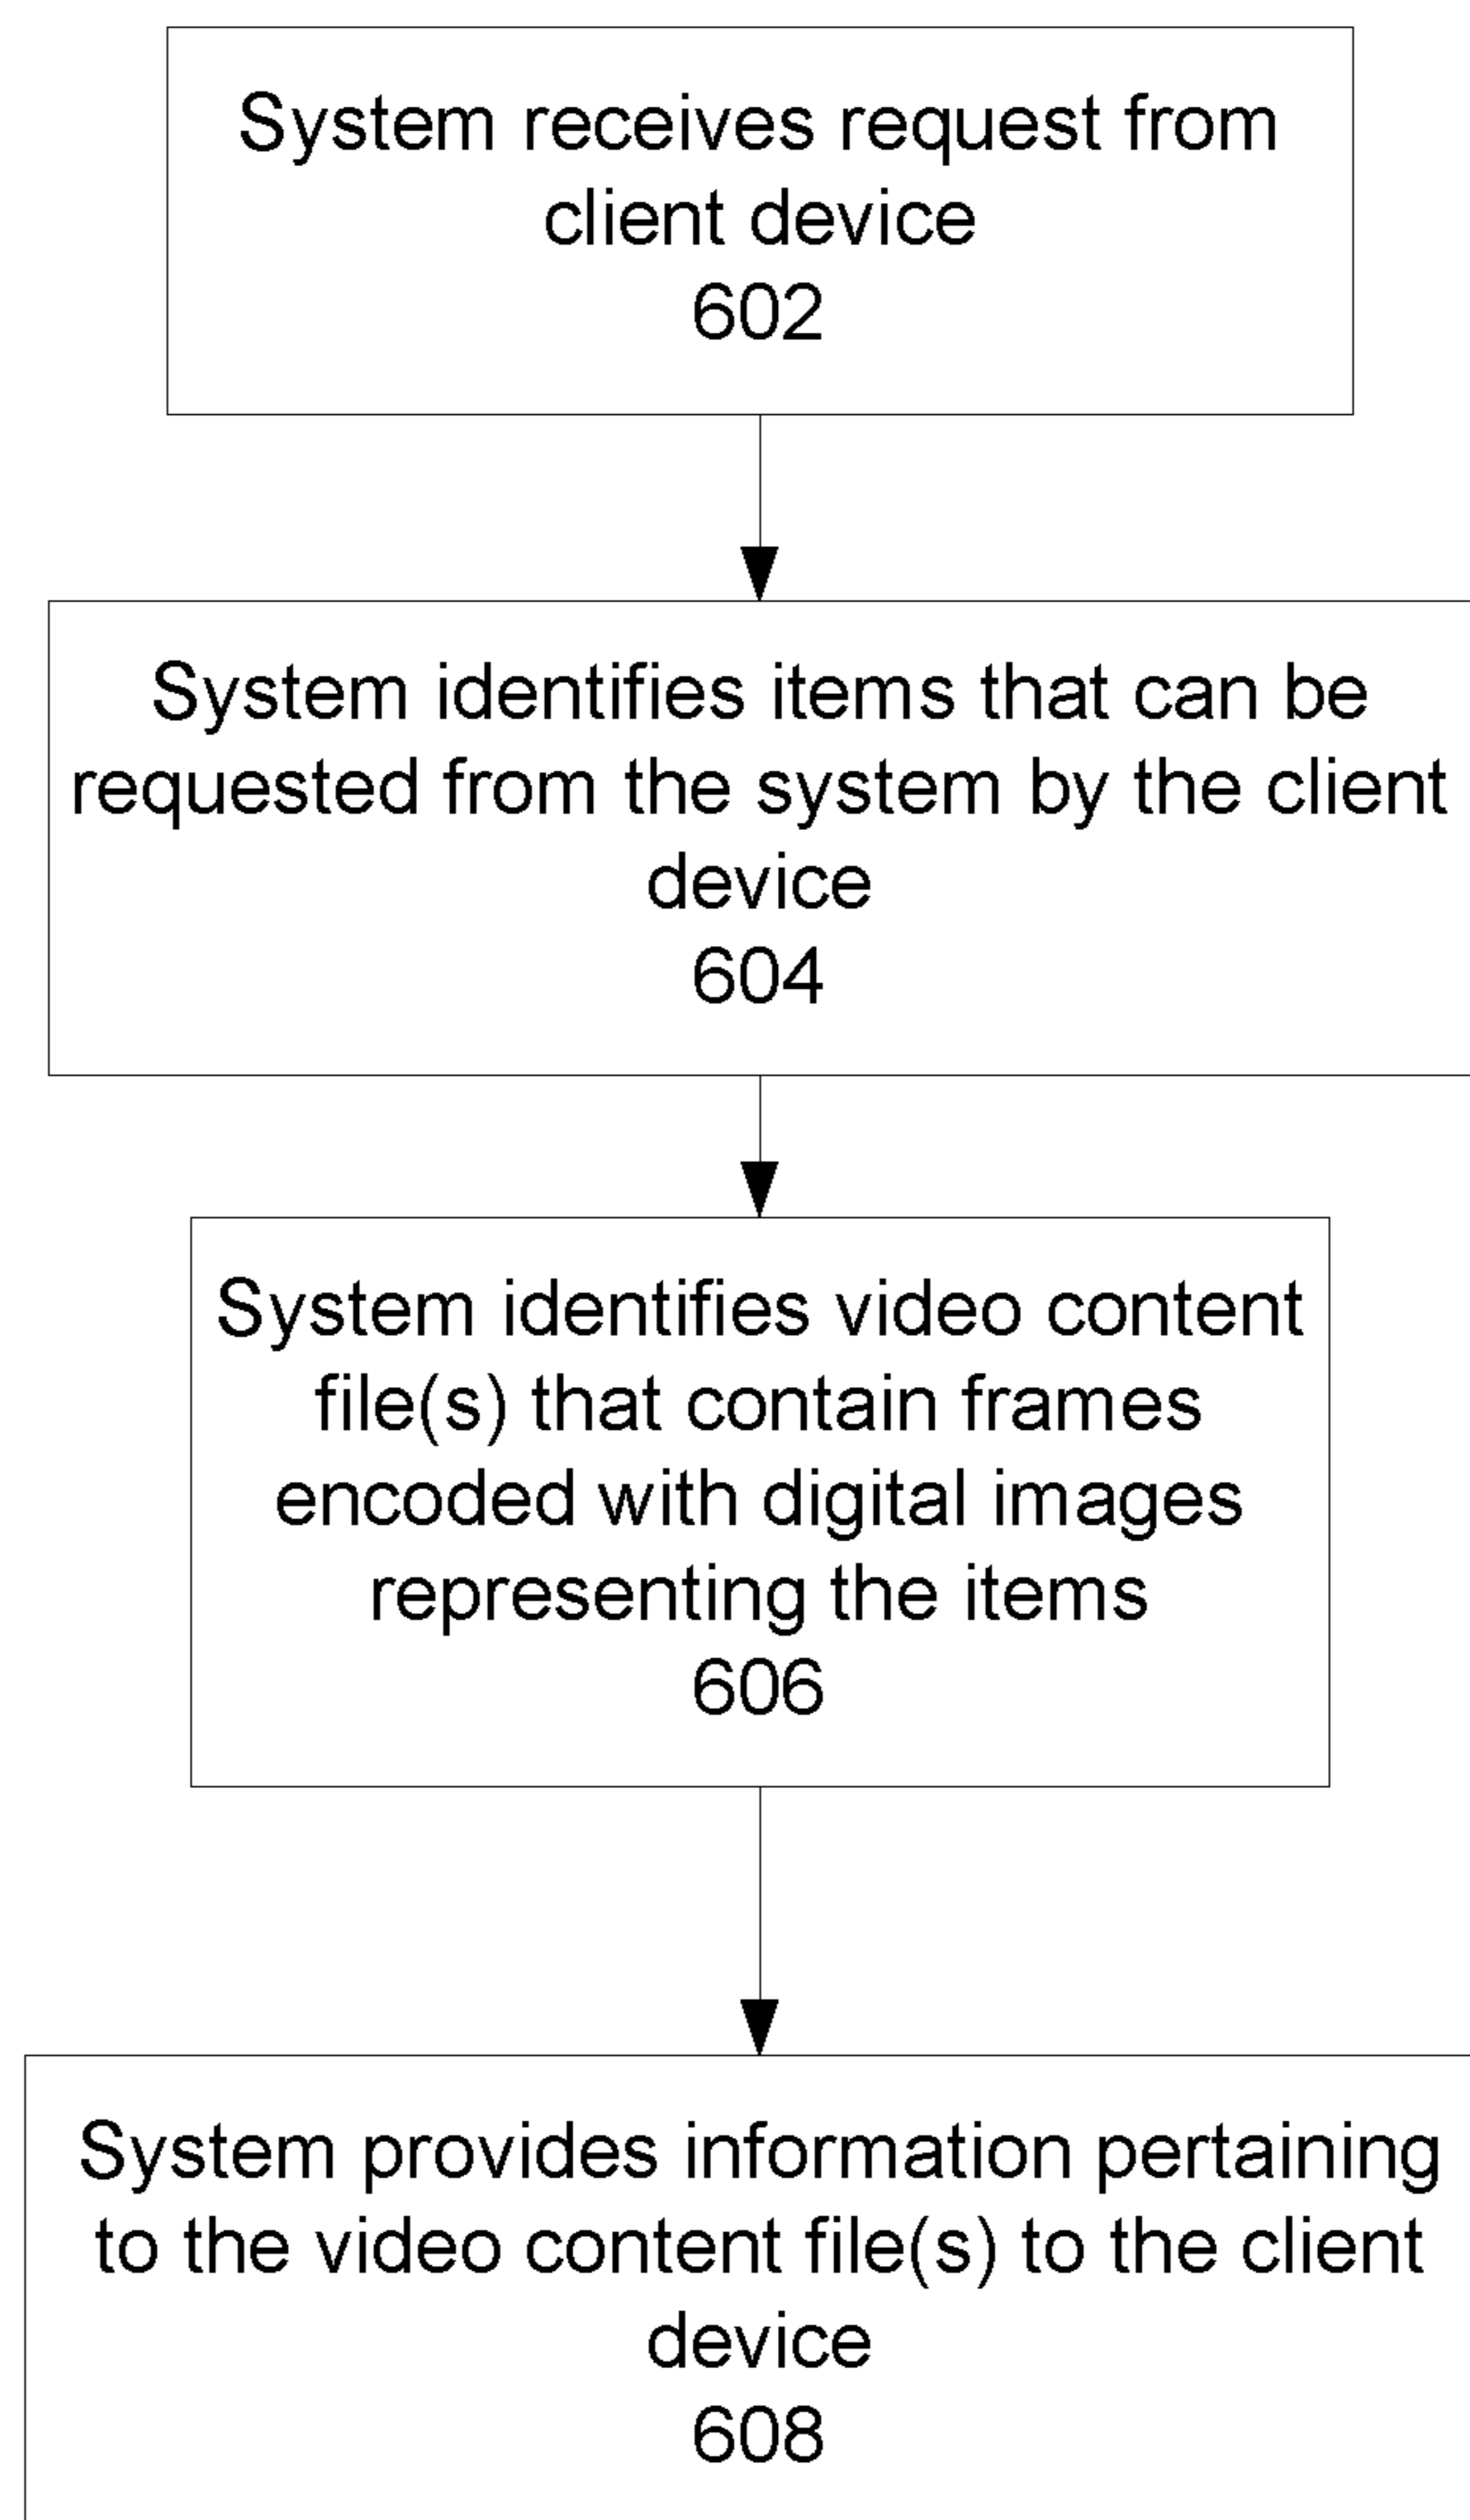 System receives request from
client device
602
System identifies items that can be
requested from the system by the client
device
604
System identifies video content
file(s) that contain frames
encoded with digital images
representing the items
606
System provides information pertaining
to the video content file(s) to the client
device
608